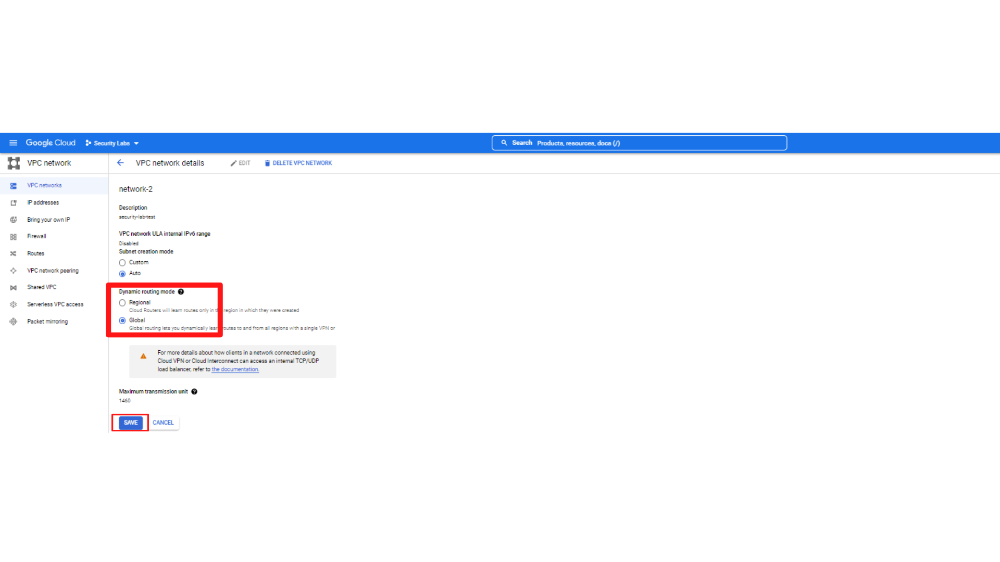 Google Cloud
Security Labs
Search Products, resources, docs (/)
VPC network
VPC network details
EDIT
DELETE VPC NETWORK
VPC networks
IP addresses
Bring your own IP
Firewall
Routes
VPC network peering
Shared VPC
Serverless VPC access
Packet mirroring
network-2
Description
security-lab-test
VPC network ULA internal IPv6 range
Disabled
Subnet creation mode
Custom
Auto
Dynamic routing mode
Regional
Cloud Routers will learn routes only in region in which they were created
Global
Global routing lets you dynamically to and from all regions with a single VPN or
For more details about how clients in a network connected using
Cloud VPN or Cloud Interconnect can access an internal TCP/UDP
load balancer, refer to the documentation.
Maximum transmission unit
1460
SAVE
CANCEL